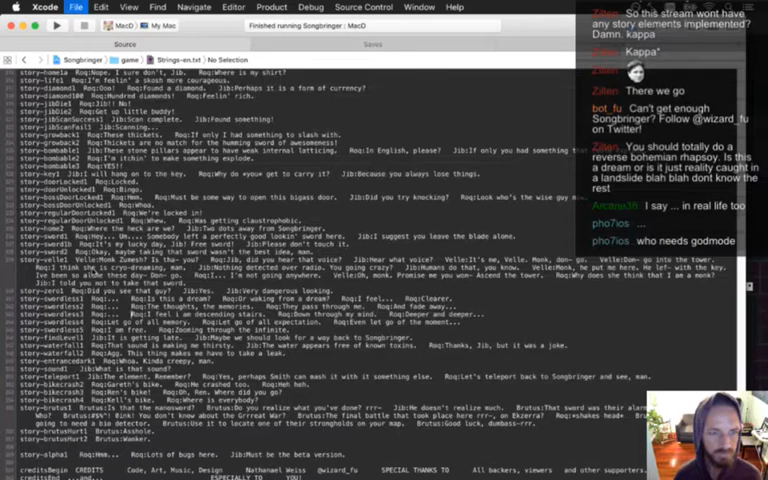 Xcode File Edit View Find Navigate Editor Product Debug Source Control Window Help
MacD My Mac
Finished running Songbringer : MacD
Source
Saves
Songbringer game Strings-en.txt No Selection
story-home1a Roq:Nope. I sure don't, Jib. Roq:Where is my shirt?
story-life1 Roq:I'm feelin' a skosh more courageous.
story-diamond1 Roq:Ooo! Roq:Found a diamond! Jib:Perhaps it is a form of currency?
story-diamond100 Roq:Hundred diamonds! Roq:Feelin' rich.
story-jibDie1 Roq:Jib!! No!
story-jibDie2 Roq:Get up little buddy!
story-jibScanSuccess1 Jib:Scan complete. Jib:Found something!
story-jibScanFail1 Jib:Scanning...
story-growback1 Roq:These thickets. Roq:If only I had something to slash with.
story-growback2 Roq:Thickets are no match for the humming sword of awesomeness!
story-bombable1 Jib:These stone pillars appear to have weak internal latticing. Roq:In English, please? Jib:If only you had something
story-bombable2 Roq:I'm itchin' to make something explode.
story-bombable3 Roq:YES!!
story-key1 Jib:I will hang on to the key. Roq:Why do *you* get to carry it? Jib:Because you always lose things.
story-doorLocked1 Roq:Locked.
story-doorUnlocked1 Roq:Bingo.
story-bossDoorLocked1 Roq:Hmm. Roq:Must be some way to open this bigass door. Jib:Did you try knocking? Roq:Look who's the wise guy
story-bossDoorUnlocked1 Roq:Whoa.
story-regularDoorLocked1 Roq:We're locked in!
story-regularDoorUnlocked1 Roq:Whew. Roq:Was getting claustrophobic.
story-home2 Roq:Where the heck are we? Jib:Two dots away from Songbringer.
story-sword1 Roq:Hey... Um... Somebody left a perfectly good lookin' sword here. Jib:I suggest you leave the blade alone.
story-sword1b Roq:It's my lucky day, Jib! Free sword! Jib:Please don't touch it.
story-sword2 Roq:Okay, maybe taking that sword wasn't the best idea, man.
story-velle1 Velle:Monk Zumesh? Is tha- you? Roq:Jib, did you hear that voice? Jib:Hear what voice? Velle:It's me, Velle. Monk, don- go. Velle:Don- go into the tower.
Roq:I think she is cryo-dreaming, man. Jib:Nothing detected over radio. You going crazy? Jib:Humans do that, you know. Velle:Monk, he put me here. He lef- with the key.
I've been so alone these day- Don- go. Roq:I... I'm not going anywhere. Velle:Oh, monk. Promise me you won- Ascend the tower. Roq:Why does she think that I am a monk?
Jib:I told you not to take that sword.
story-zero1 Roq:Did you see that guy? Jib:Yes. Jib:Very dangerous looking.
story-swordless1 Roq:... Roq:Is this a dream? Roq:Or waking from a dream? Roq:I feel... Roq:Clearer.
story-swordless2 Roq:... Roq:The thoughts, the memories. Roq:They pass through me. Roq:And fade away...
story-swordless3 Roq:... Roq:I feel i am descending stairs. Roq:Down through my mind. Roq:Deeper and deeper...
story-swordless4 Roq:Let go of all memory. Roq:Let go of all expectation. Roq:Even let go of the moment...
story-swordless5 Roq:I am free. Roq:Zooming through the infinite.
story-findLevel1 Jib:It is getting late. Jib:Maybe we should look for a way back to Songbringer.
story-waterfall1 Roq:That sound is making me thirsty. Jib:The water appears free of known toxins. Roq:Thanks, Jib, but it was a joke.
story-waterfall2 Roq:Agg. This thing makes me have to take a leak.
story-entrancedark1 Roq:Whoa. Kinda creepy, man.
story-sound1 Jib:What is that sound?
story-teleport1 Jib:The element. Remember? Roq:Yes, perhaps Smith can mash it with something else. Roq:Let's teleport back to Songbringer and see, man.
story-bikecrash2 Roq:Gareth's bike. Roq:He crashed too. Roq:Heh heh.
story-bikecrash3 Roq:Ren's bike! Roq:Oh, Ren. Where did you go?
story-bikecrash4 Roq:Kell's bike. Roq:Where is everybody?
story-brutus1 Brutus:Is that the nanosword? Brutus:Do you realize what you've done? rrr~ Jib:He doesn't realize much. Brutus:That sword was their
Who? Brutus:#$%^! Rink! You don't know about the Grrreat War? Brutus:The final battle that took place here rrr~, on Ekzerra? Roq:*shakes head*
going to need a bio detector. Brutus:Use it to locate one of their strongholds on your map. Brutus:Good luck, dumbass~rrr.
story-brutusHurt1 Brutus:Asshole.
story-brutusHurt2 Brutus:Wanker.
story-alpha1 Roq:Hmm... Roq:Lots of bugs here. Jib:Must be the beta version.
creditsBegin CREDITS Code, Art, Music, Design Nathanael Weiss @wizard_fu SPECIAL THANKS TO All backers, viewers and other supporters.
creditsEnd ...and... ESPECIALLY TO YOU!
Zillen: So this stream wont have
any story elements implemented?
Damn. kappa
Zillen: Kappa*
Zillen:
Zillen: There we go
bot_fu: Can't get enough
Songbringer? Follow @wizard_fu
on Twitter!
Zillen: You should totally do a
reverse bohemian rhapsoy. Is this
a dream or is it just reality caught in
a landslide blah blah dont know the
rest
I say ... in real life too
pho7ios: ...
pho7ios: who needs godmode